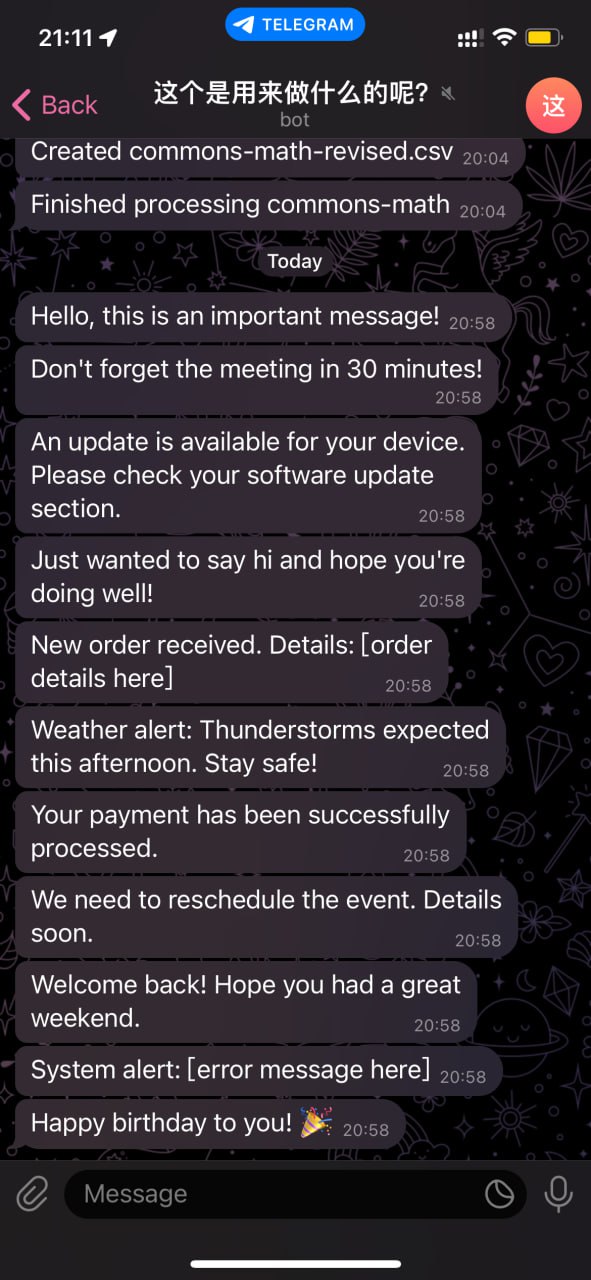 21:11
TELEGRAM
Back
这个是用来做什么的呢?
bot
这
Created commons-math-revised.csv 20:04
Finished processing commons-math 20:04
Today
Hello, this is an important message! 20:58
Don't forget the meeting in 30 minutes!
20:58
An update is available for your device.
Please check your software update
section. 20:58
Just wanted to say hi and hope you're
doing well! 20:58
New order received. Details: [order
details here] 20:58
Weather alert: Thunderstorms expected
this afternoon. Stay safe! 20:58
Your payment has been successfully
processed. 20:58
We need to reschedule the event. Details
soon. 20:58
Welcome back! Hope you had a great
weekend. 20:58
System alert: [error message here] 20:58
Happy birthday to you! 🎉 20:58
Message